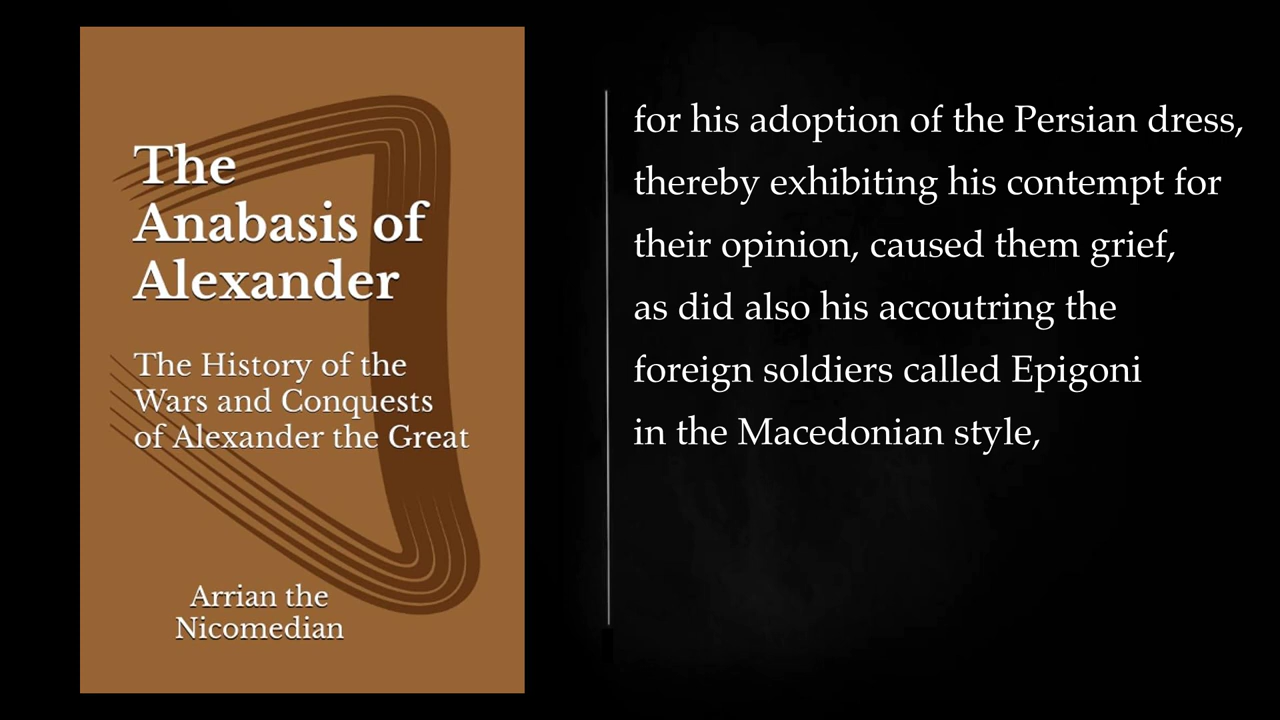 The
Anabasis of
Alexander
The History of the
Wars and Conquests
of Alexander the Great
Arrian the
Nicomedian
for his adoption of the Persian dress,
thereby exhibiting his contempt for
their opinion, caused them grief,
as did also his accoutring the
foreign soldiers called Epigoni
in the Macedonian style,